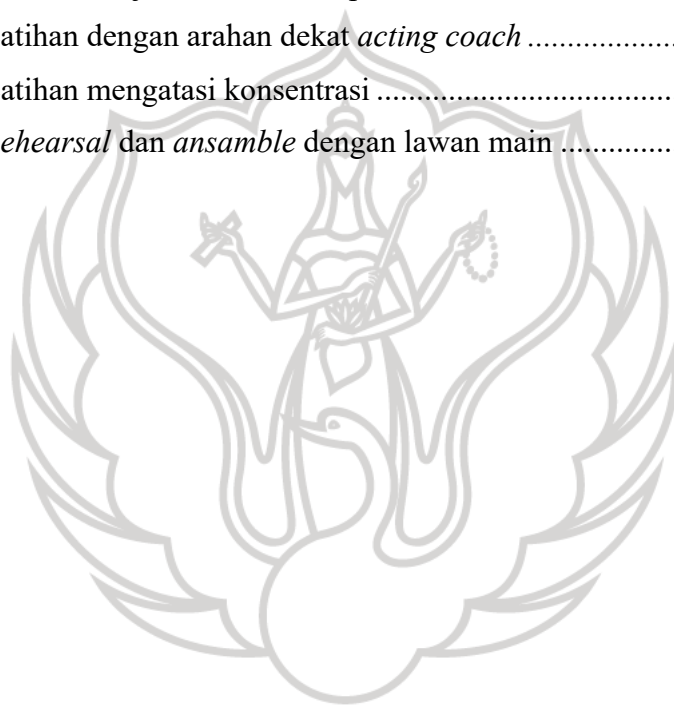 atihan dengan arahan dekat acting coach ...................
atihan mengatasi konsentrasi .....................................
ehearsal dan ansamble dengan lawan main ..............